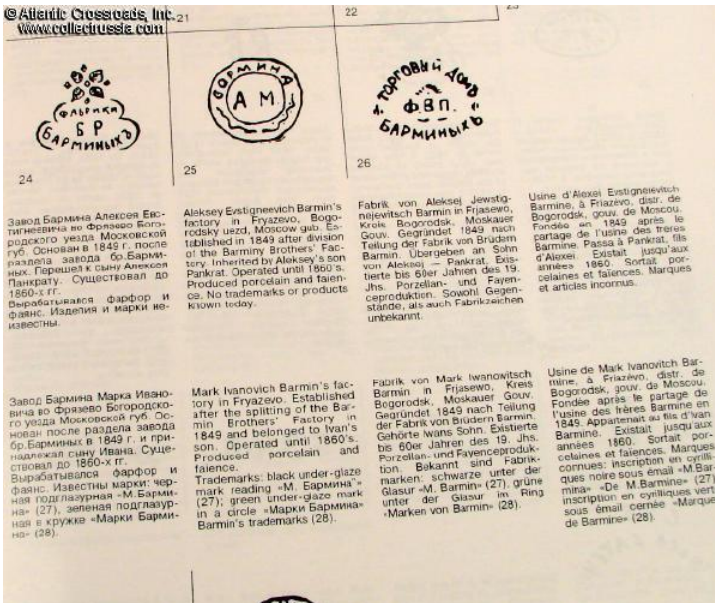 © Atlantic Crossroads, Inc.
www.collectrussia.com
21
22
23
ФАБРИКИ
Б Р
БАРМИНЫХЪ
БАРМИНА
А М
ТОРГОВЫЙ ДОМЪ
Ф.В.П.
БАРМИНЫХЪ
24
25
26
Завод Бармина Алексея Евс-
тигнеевича во Фрязево Бого-
родского уезда Московской
губ. Основан в 1849 г. после
раздела завода бр.Барми-
ных. Перешел к сыну Алексея
Панкрату. Существовал до
1860-х гг.
Вырабатывался фарфор и
фаянс. Изделия и марки не-
известны.
Aleksey Evstigneevich Barmin's
factory in Fryazevo, Bogo-
rodsky uezd, Moscow gub. Es-
tablished in 1849 after division
of the Barminy Brothers' Fac-
tory. Inherited by Aleksey's son
Pankrat. Operated until 1860's.
Produced porcelain and faien-
ce. No trademarks or products
known today.
Fabrik von Aleksej Jewstig-
nejewitsch Barmin in Frjasewo,
Kreis Bogorodsk, Moskauer
Gouv. Gegründet 1849 nach
Teilung der Fabrik von Brüdern
Barmin. Übergeben an Sohn
von Aleksej – Pankrat. Exis-
tierte bis 60er Jahren des 19.
Jhs. Porzellan- und Fayen-
ceproduktion. Sowohl Gegen-
stände, als auch Fabrikzeichen
unbekannt.
Usine d'Alexei Evstigneievitch
Barmine, à Friazévo, distr. de
Bogorodsk, gouv. de Moscou.
Fondée en 1849 après le
partage de l'usine des frères
Barmine. Passa à Pankrat, fils
d'Alexei. Existait jusqu'aux
années 1860. Sortait por-
celaines et faïences. Marques
et articles incornus.
Завод Бармина Марка Ивано-
вича во Фрязево Богородско-
го уезда Московской губ. Ос-
нован после раздела завода
бр.Барминых в 1849 г. и при-
надлежал сыну Ивана. Суще-
ствовал до 1860-х гг.
Вырабатывался фарфор и
фаянс. Известны марки: чер-
ная подглазурная «М.Барми-
на» (27), зеленая подглазур-
ная в кружке «Марки Барми-
на» (28).
Mark Ivanovich Barmin's fac-
tory in Fryazevo. Established
after the splitting of the Bar-
min Brothers' Factory in
1849 and belonged to Ivan's
son. Operated until 1860's.
Produced porcelain and
faience.
Trademarks: black under-glaze
mark reading «М. Бармина"»
(27); green under-glaze mark
in a circle «Марки Бармина»
Barmin's trademarks (28).
Fabrik von Mark Iwanowitsch
Barmin in Frjasewo, Kreis
Bogorodsk, Moskauer Gouv.
Gegründet 1849 nach Teilung
der Fabrik von Brüdern Barmin.
Gehörte Iwans Sohn. Existierte
bis 60er Jahren des 19. Jhs.
Porzellan- und Fayenceproduk-
tion. Bekannt sind Fabrik-
marken: schwarze unter der
Glasur «M. Barmin» (27), grüne
unter der Glasur im Ring
«Marken von Barmin» (28).
Usine de Mark Ivanovitch Bar-
mine, à Friazévo, distr. de
Bogorodsk, gouv. de Moscou.
Fondée après le partage de
l'usine des frères Barmine en
1849. Appartenait au fils d'Ivan
Barmine. Existait jusqu'aux
années 1860. Sortait por-
celaines et faïences. Marques
connues: inscription en cyrilli-
ques noire sous émail «M.Bar-
mina» «De M.Barmine» (27)
inscription en cyrilliques vert
sous émail cernée «Marque
de Barmine» (28).